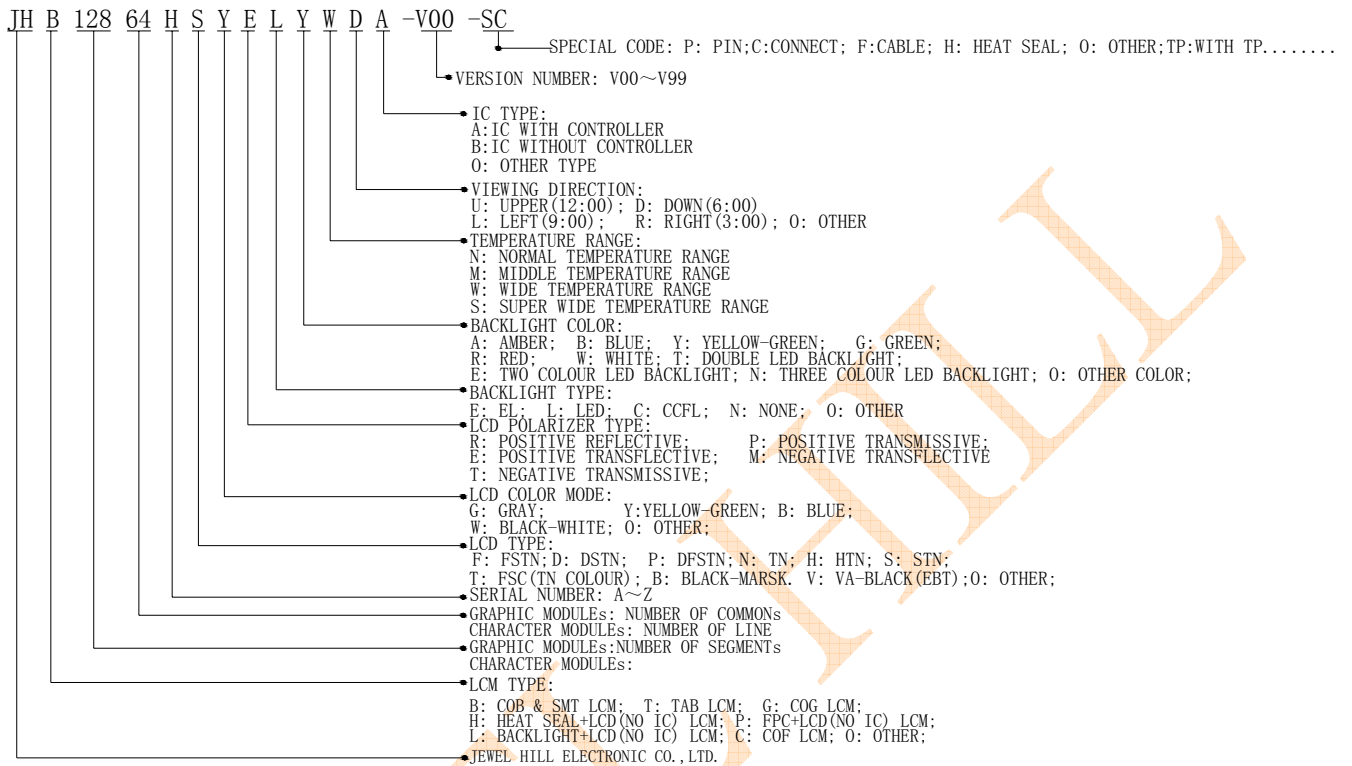 JH B 128 64 H S Y E L Y W D A -V00 -SC
SPECIAL CODE: P: PIN;C:CONNECT; F:CABLE; H: HEAT SEAL; O: OTHER;TP:WITH TP........
VERSION NUMBER: V00～V99
IC TYPE:
A:IC WITH CONTROLLER
B:IC WITHOUT CONTROLLER
O: OTHER TYPE
VIEWING DIRECTION:
U: UPPER(12:00); D: DOWN(6:00)
L: LEFT(9:00); R: RIGHT(3:00); O: OTHER
TEMPERATURE RANGE:
N: NORMAL TEMPERATURE RANGE
M: MIDDLE TEMPERATURE RANGE
W: WIDE TEMPERATURE RANGE
S: SUPER WIDE TEMPERATURE RANGE
BACKLIGHT COLOR:
A: AMBER; B: BLUE; Y: YELLOW-GREEN; G: GREEN;
R: RED; W: WHITE; T: DOUBLE LED BACKLIGHT;
E: TWO COLOUR LED BACKLIGHT; N: THREE COLOUR LED BACKLIGHT; O: OTHER COLOR;
BACKLIGHT TYPE:
E: EL; L: LED; C: CCFL; N: NONE; O: OTHER
LCD POLARIZER TYPE:
R: POSITIVE REFLECTIVE; P: POSITIVE TRANSMISSIVE;
E: POSITIVE TRANSFLECTIVE; M: NEGATIVE TRANSFLECTIVE
T: NEGATIVE TRANSMISSIVE;
LCD COLOR MODE:
G: GRAY; Y:YELLOW-GREEN; B: BLUE;
W: BLACK-WHITE; O: OTHER;
LCD TYPE:
F: FSTN;D: DSTN; P: DFSTN;N: TN; H: HTN; S: STN;
T: FSC(TN COLOUR); B: BLACK-MARSK. V: VA-BLACK(EBT);O: OTHER;
SERIAL NUMBER: A～Z
GRAPHIC MODULEs: NUMBER OF COMMONs
CHARACTER MODULEs: NUMBER OF LINE
GRAPHIC MODULEs:NUMBER OF SEGMENTs
CHARACTER MODULEs:
LCM TYPE:
B: COB & SMT LCM; T: TAB LCM; G: COG LCM;
H: HEAT SEAL+LCD(NO IC) LCM; P: FPC+LCD(NO IC) LCM;
L: BACKLIGHT+LCD(NO IC) LCM; C: COF LCM; O: OTHER;
JEWEL HILL ELECTRONIC CO.,LTD.
HILL